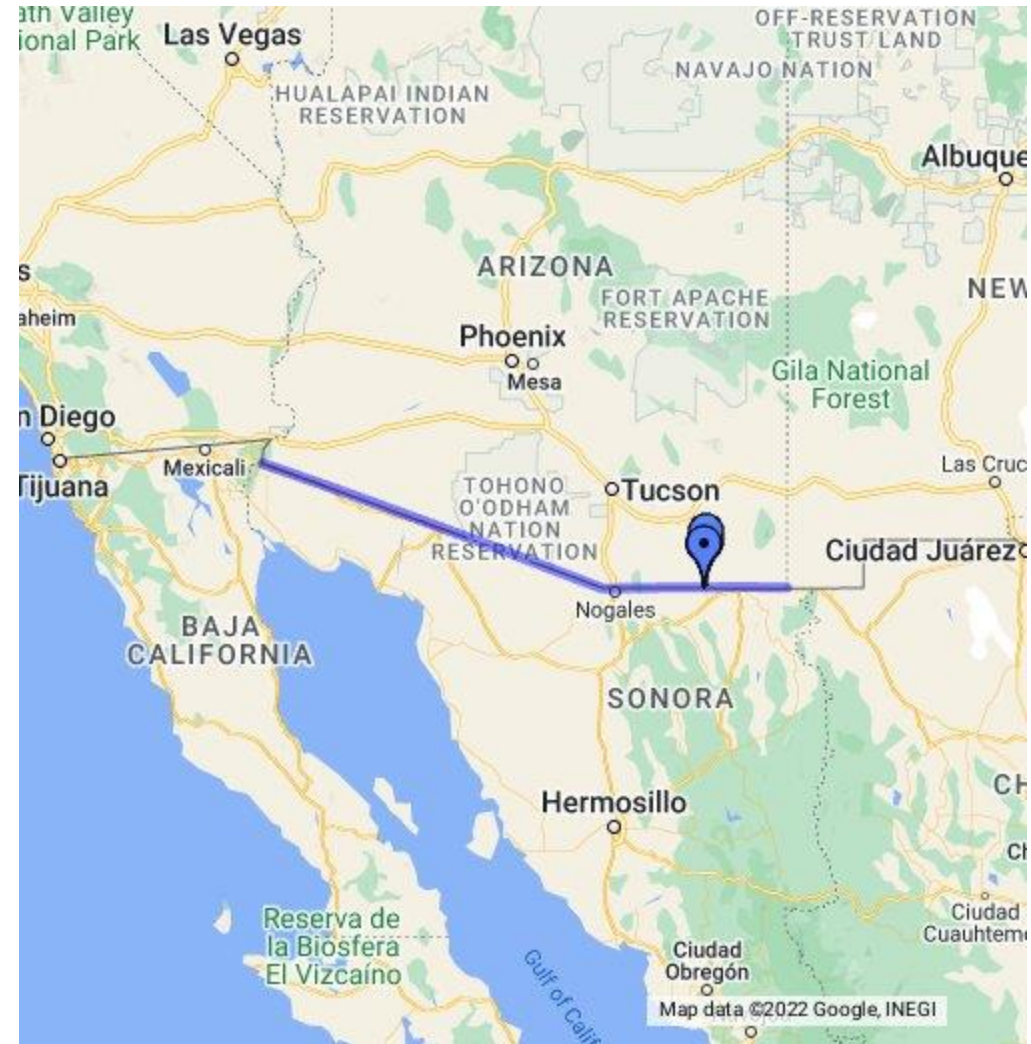 ath Valley
ional Park
Las Vegas
OFF-RESERVATION
TRUST LAND
NAVAJO NATION
HUALAPAI INDIAN
RESERVATION
Albuque
ARIZONA
s
NEW
FORT APACHE
RESERVATION
aheim
Phoenix
Mesa
Gila National
Forest
n Diego
Mexicali
Las Cruc
Tijuana
TOHONO
O'ODHAM
NATION
RESERVATION
Tucson
Ciudad Juárez
Nogales
BAJA
CALIFORNIA
SONORA
CH
Hermosillo
Ch
Reserva de
la Biosfera
El Vizcaíno
Ciudad
Cuauhtem
Ciudad
Obregón
Gulf of Calif
Map data ©2022 Google, INEGI